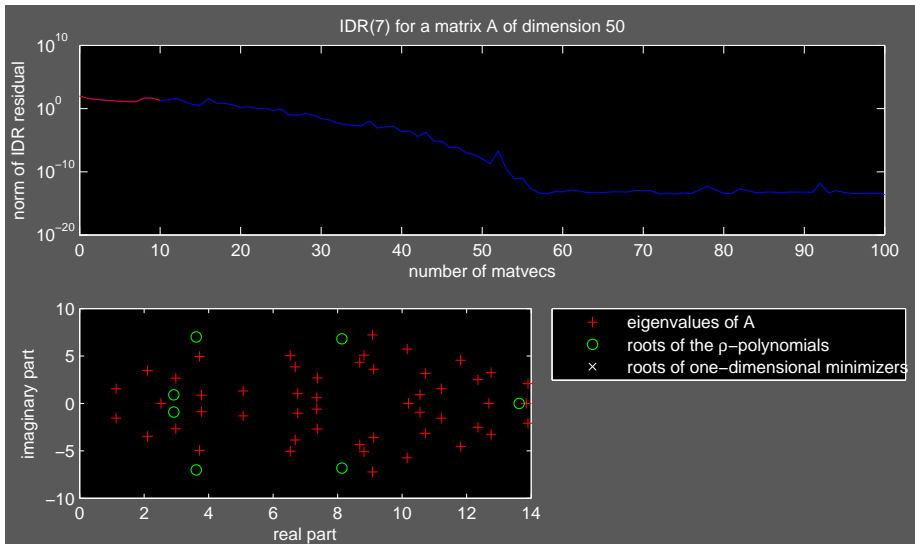 IDR(7) for a matrix A of dimension 50
norm of IDR residual
10^10
10^0
10^-10
10^-20
0 10 20 30 40 50 60 70 80 90 100
number of matvecs
imaginary part
10
5
0
-5
-10
0 2 4 6 8 10 12 14
real part
eigenvalues of A
roots of the ρ-polynomials
roots of one-dimensional minimizers